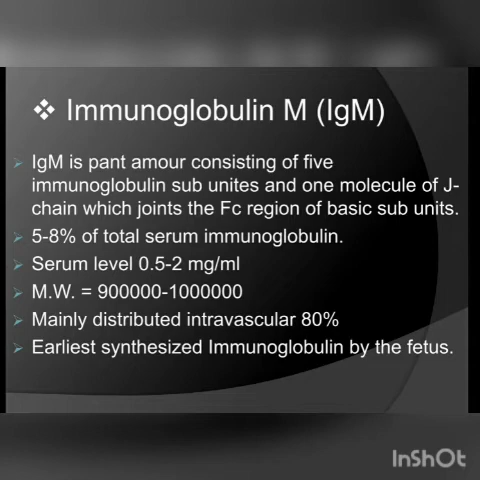 ❖ Immunoglobulin M (IgM)
➢ IgM is pant amour consisting of five
immunoglobulin sub unites and one molecule of J-
chain which joints the Fc region of basic sub units.
➢ 5-8% of total serum immunoglobulin.
➢ Serum level 0.5-2 mg/ml
➢ M.W. = 900000-1000000
➢ Mainly distributed intravascular 80%
➢ Earliest synthesized Immunoglobulin by the fetus.
InShOt